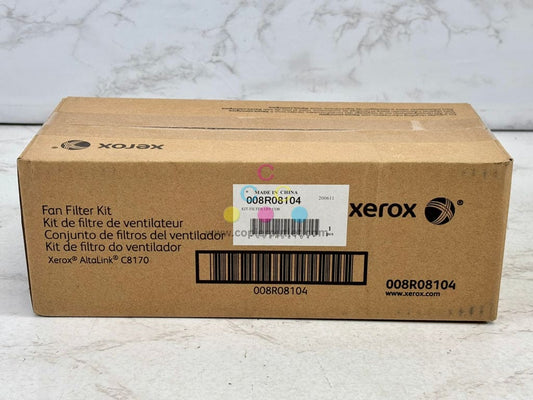 xerox
MADE IN CHINA
200611
008R08104
1
xerox
Fan Filter Kit
Kit de filtre de ventilateur
Conjunto de filtros del ventilador
Kit de filtro do ventilador
Xerox® AltaLink® C8170
008R08104
008R08104
www.xerox.com